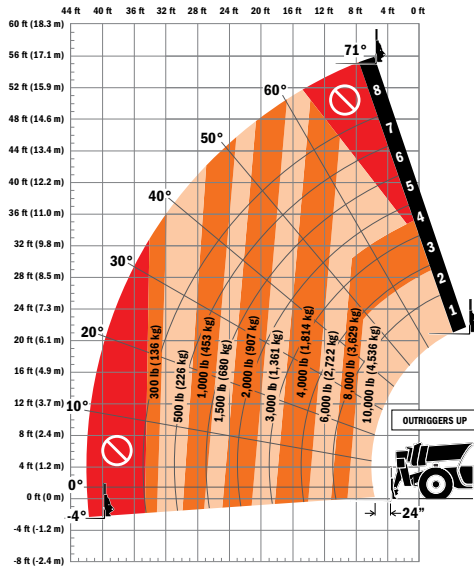 44 ft 40 ft 36 ft 32 ft 28 ft 24 ft 20 ft 16 ft 12 ft 8 ft 4 ft 0 ft
60 ft (18.3 m)
56 ft (17.1 m)
52 ft (15.9 m)
48 ft (14.6 m)
44 ft (13.4 m)
40 ft (12.2 m)
36 ft (11.0 m)
32 ft (9.8 m)
28 ft (8.5 m)
24 ft (7.3 m)
20 ft (6.1 m)
16 ft (4.9 m)
12 ft (3.7 m)
8 ft (2.4 m)
4 ft (1.2 m)
0 ft (0 m)
-4 ft (-1.2 m)
-8 ft (-2.4 m)
71°
60°
50°
40°
30°
20°
10°
0°
-4°
8
7
6
5
4
3
2
1
300 lb (136 kg)
500 lb (226 kg)
1,000 lb (453 kg)
1,500 lb (680 kg)
2,000 lb (907 kg)
3,000 lb (1,361 kg)
4,000 lb (1,814 kg)
6,000 lb (2,722 kg)
8,000 lb (3,629 kg)
10,000 lb (4,536 kg)
OUTRIGGERS UP
24"